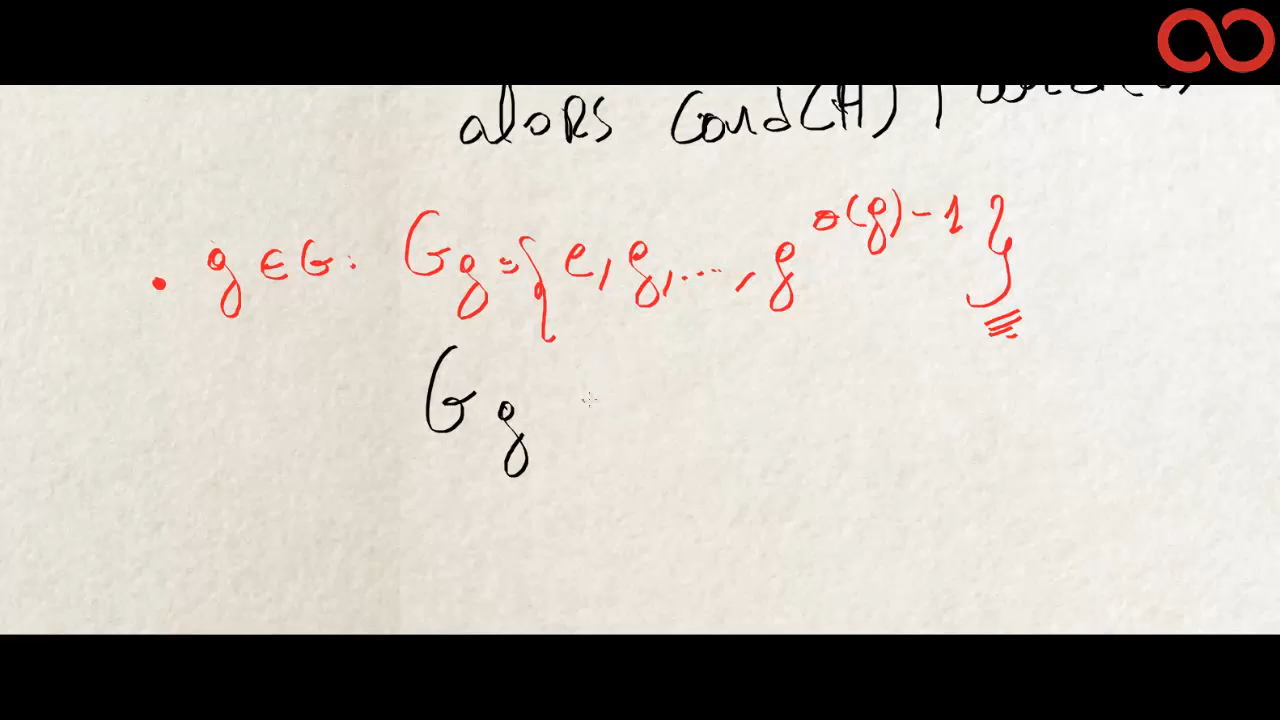 alors Card(H) |
• g ∈ G. G_g = {e, g, ..., g^{o(g)-1}}
G_g